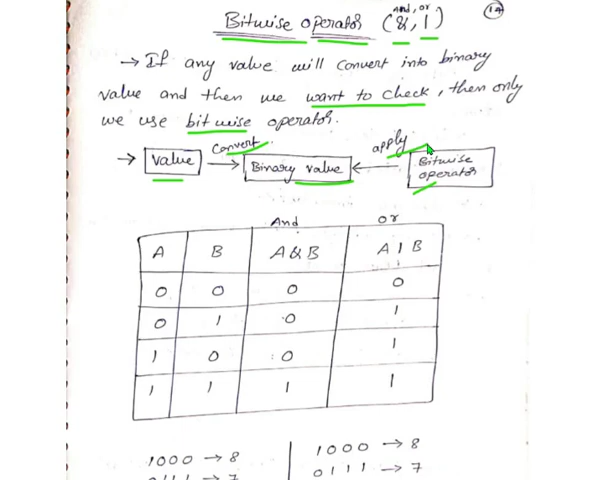 And, or
Bitwise operator (&, |)
14
→ If any value will convert into binary
value and then we want to check, then only
we use bit wise operator.
→ Value convert → Binary value ← apply Bitwise operator
And or
A B A & B A | B
0 0 0 0
0 1 0 1
1 0 0 1
1 1 1 1
1000 → 8 1000 → 8
0111 → 7 0111 → 7